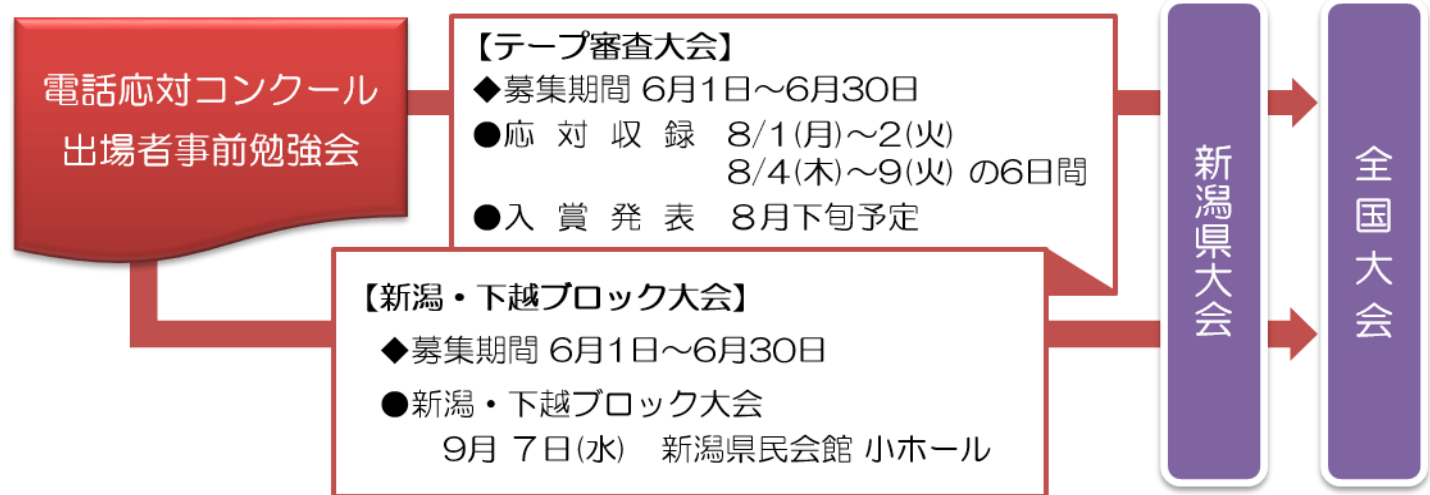 電話応対コンクール
出場者事前勉強会
【テープ審査大会】
◆募集期間 6月1日～6月30日
●応 対 収 録 8/1(月)～2(火)
8/4(木)～9(火) の6日間
●入 賞 発 表 8月下旬予定
【新潟・下越ブロック大会】
◆募集期間 6月1日～6月30日
●新潟・下越ブロック大会
9月 7日(水) 新潟県民会館 小ホール
新潟県大会
全国大会